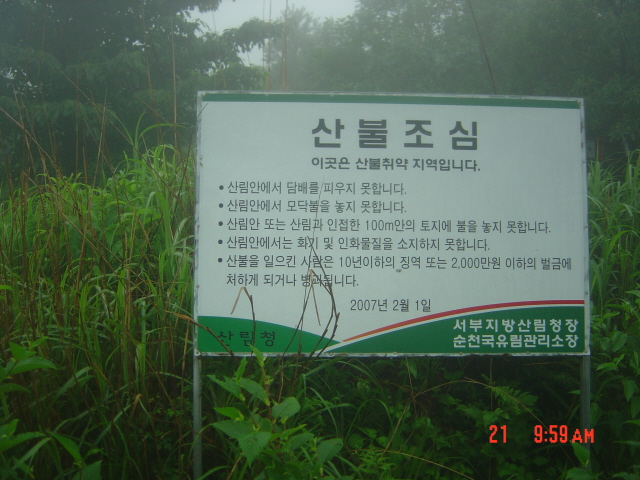 산불조심
이곳은 산불취약 지역입니다.
• 산림안에서 담배를 피우지 못합니다.
• 산림안에서 모닥불을 놓지 못합니다.
• 산림안 또는 산림과 인접한 100m안의 토지에 불을 놓지 못합니다.
• 산림안에서는 화기 및 인화물질을 소지하지 못합니다.
• 산불을 일으킨 사람은 10년이하의 징역 또는 2,000만원 이하의 벌금에
처하게 되거나 병과됩니다.
2007년 2월 1일
산림청
서부지방산림청장
순천국유림관리소장
21 9:59 AM